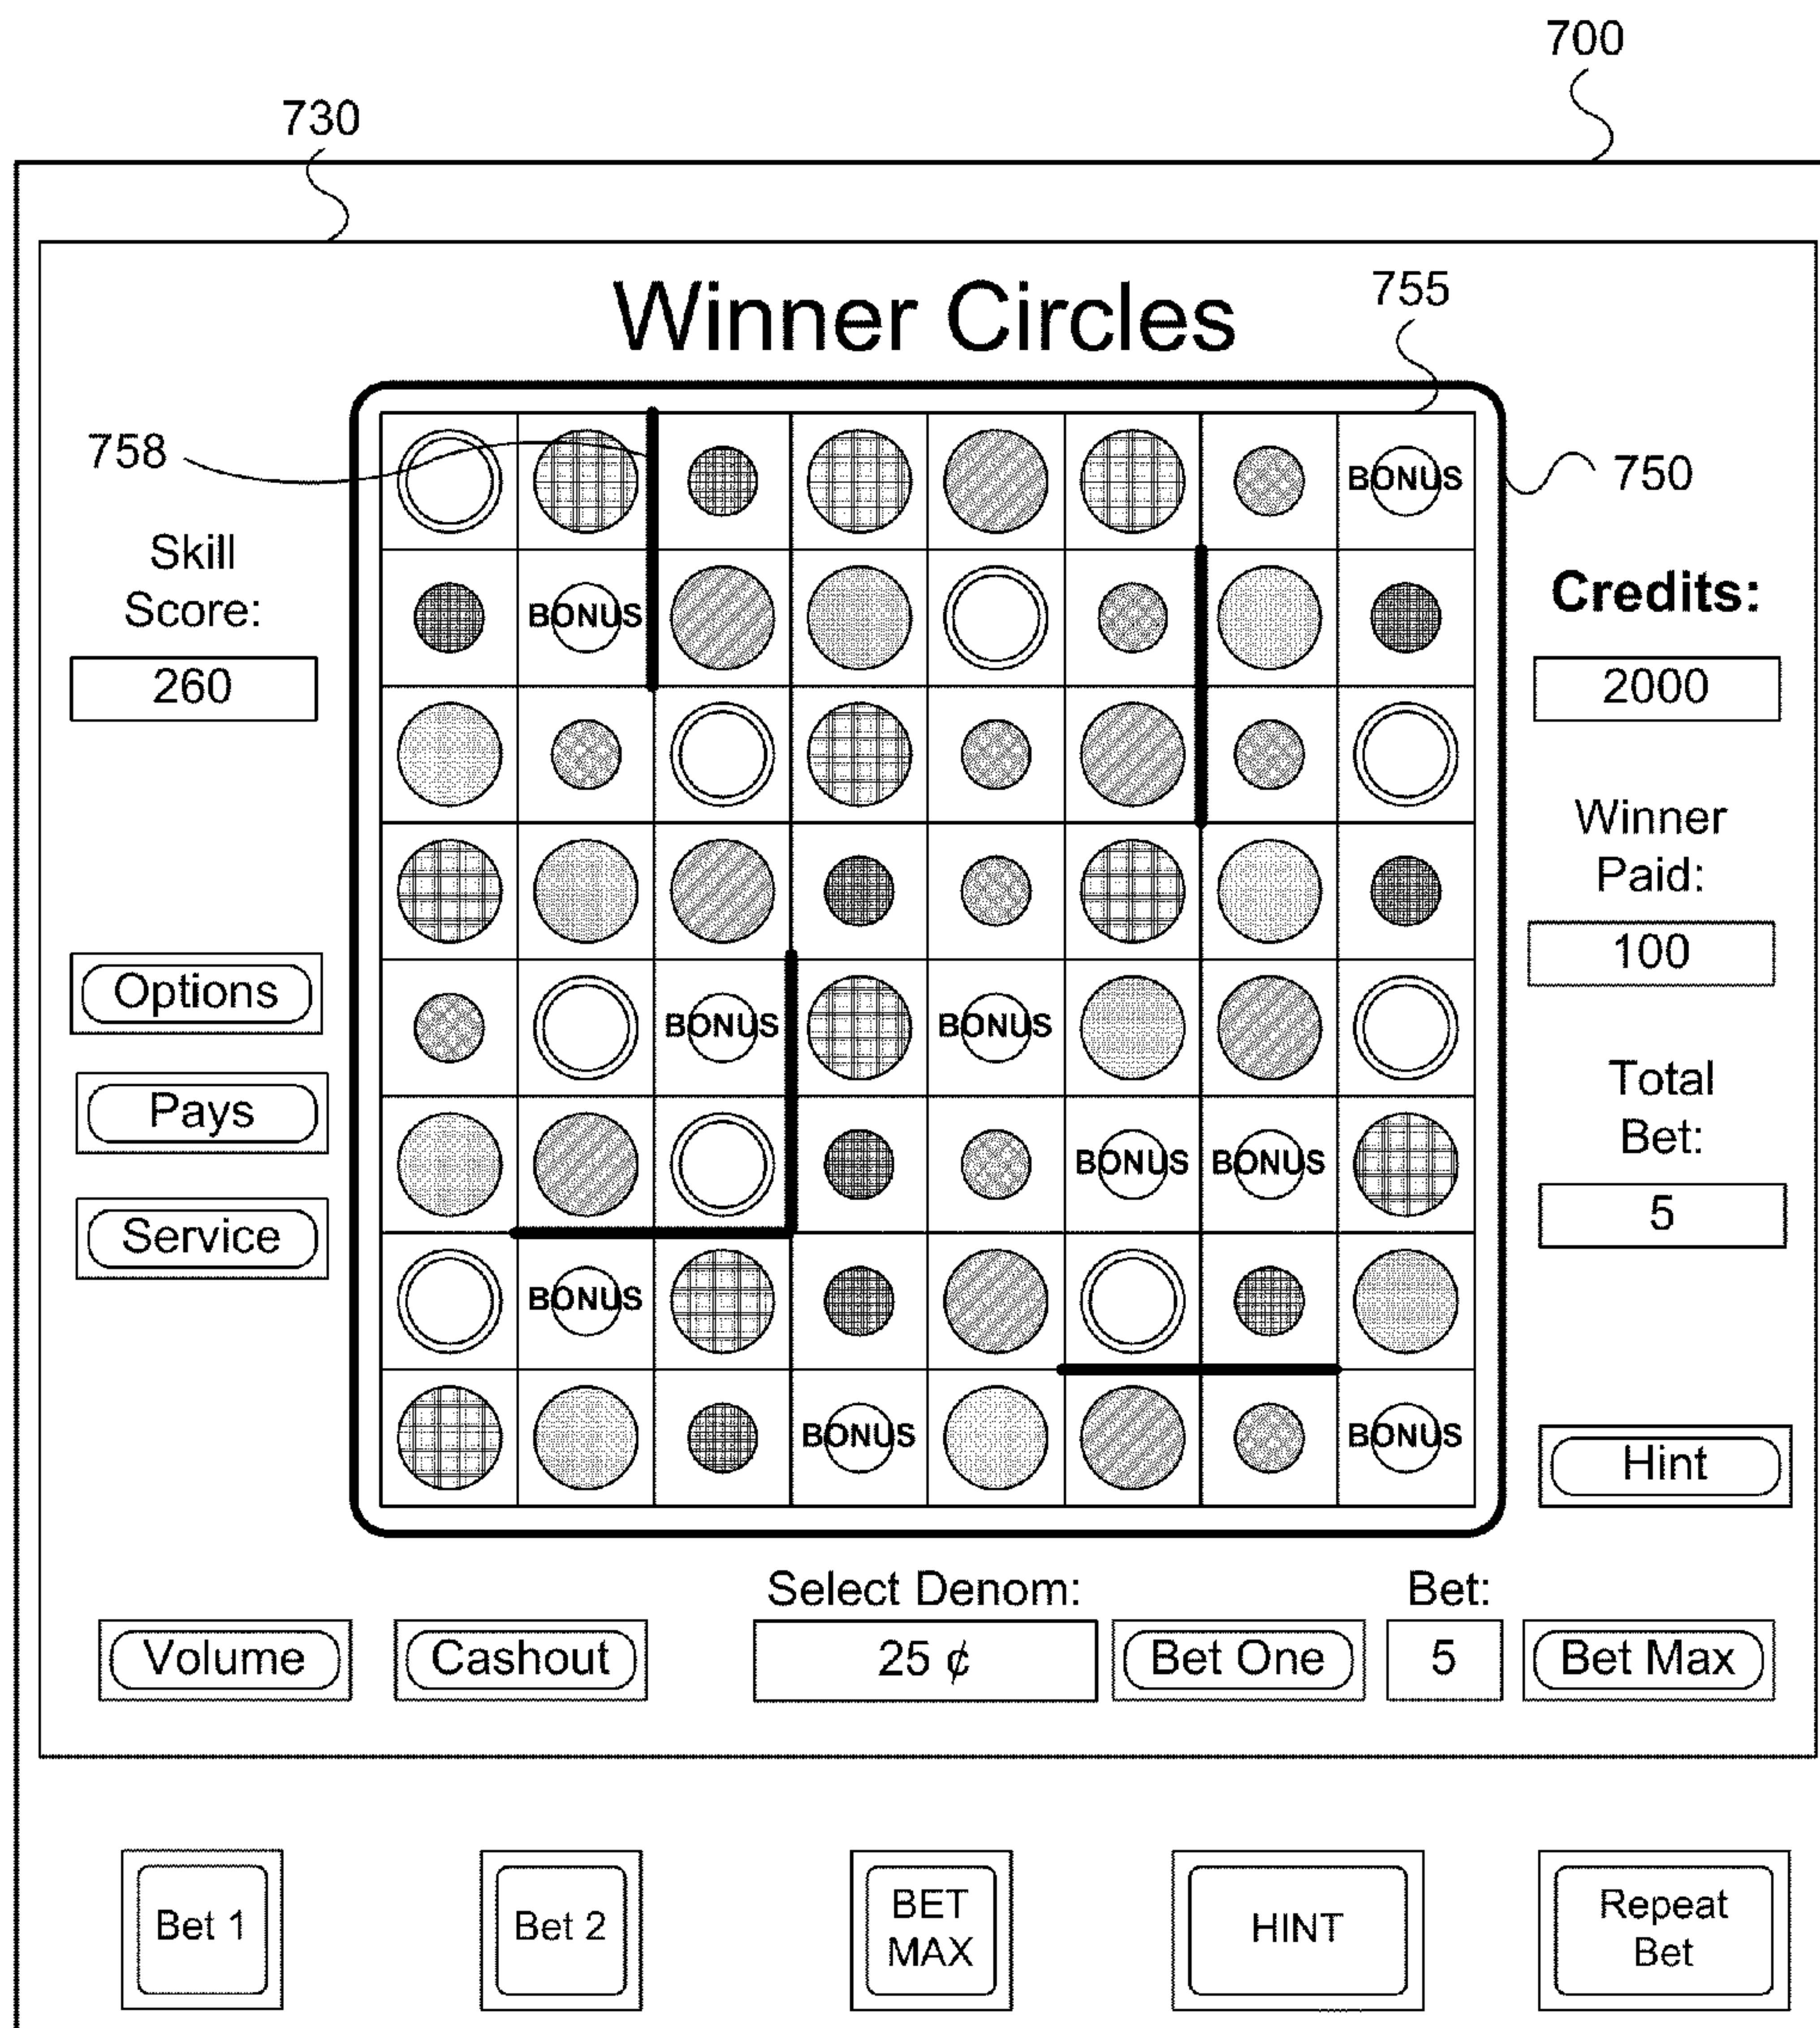 700
730
Winner Circles
755
758
BONUS
750
Skill
Score:
260
BONUS
Credits:
2000
Winner
Paid:
100
Options
BONUS
BONUS
Total
Bet:
5
Pays
BONUS
BONUS
Service
BONUS
BONUS
BONUS
Hint
Select Denom:
Bet:
Volume
Cashout
25 ¢
Bet One
5
Bet Max
Bet 1
Bet 2
BET
MAX
HINT
Repeat
Bet